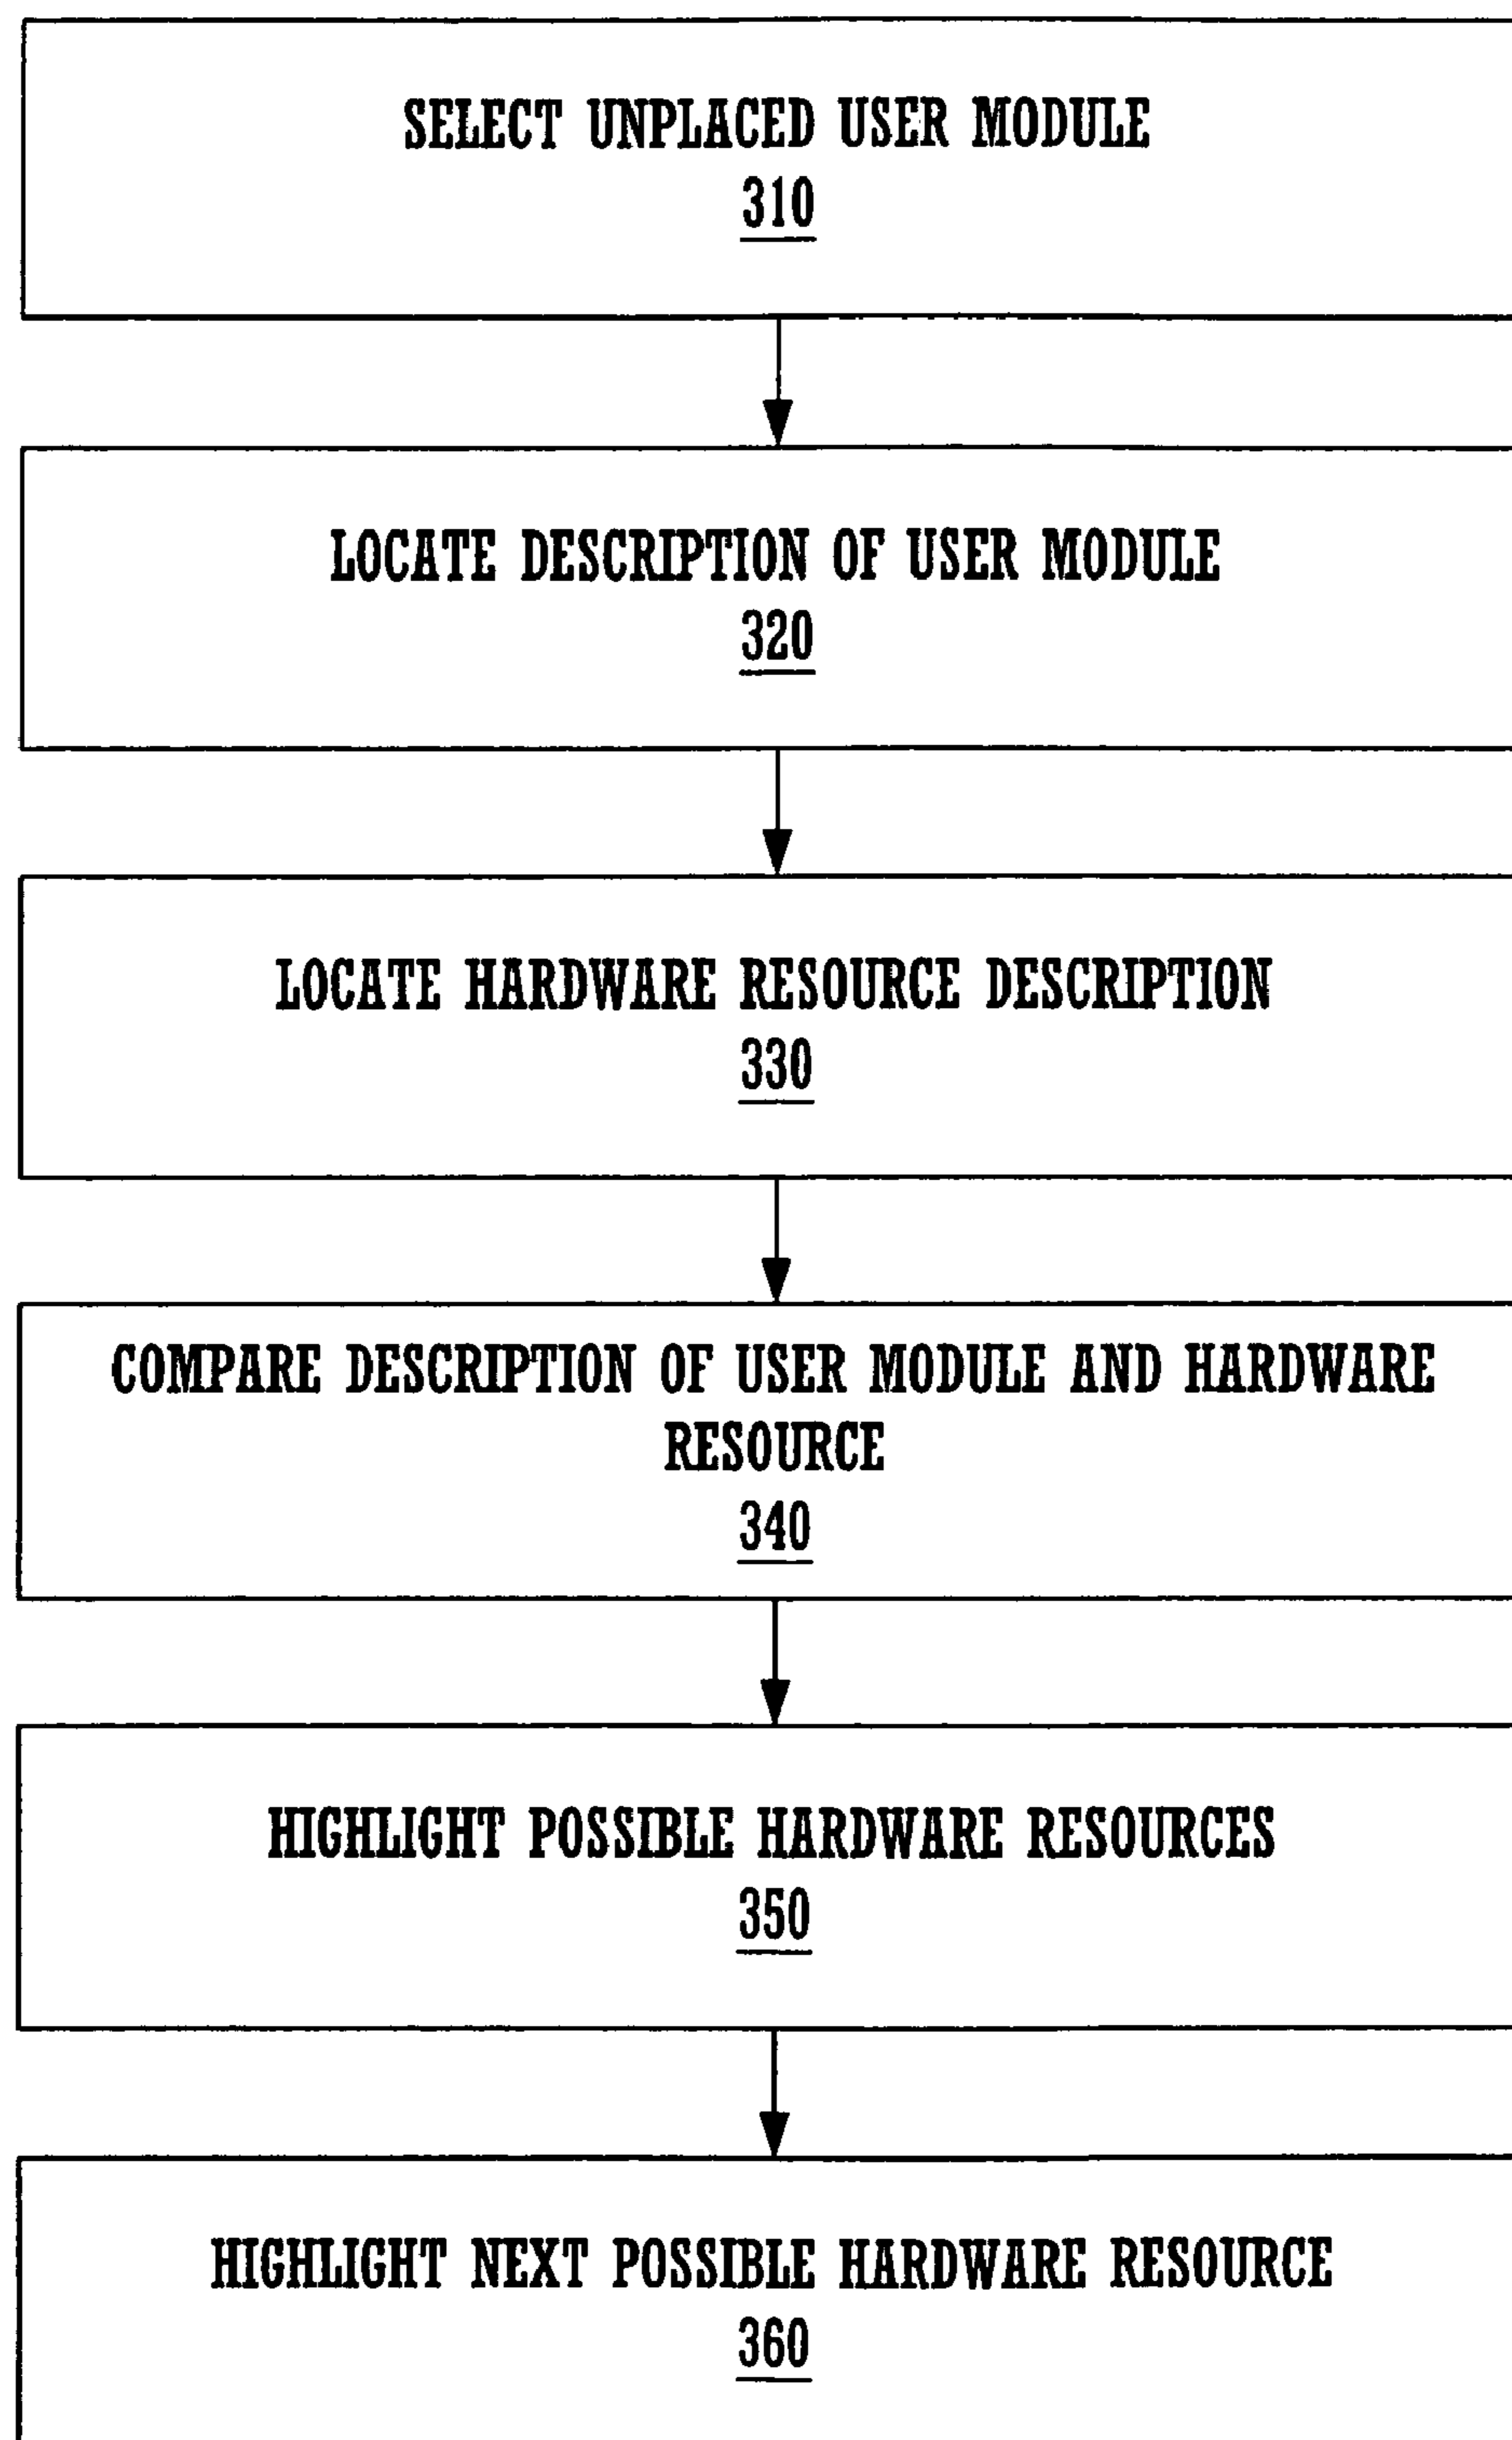 SELECT UNPLACED USER MODULE
310
LOCATE DESCRIPTION OF USER MODULE
320
LOCATE HARDWARE RESOURCE DESCRIPTION
330
COMPARE DESCRIPTION OF USER MODULE AND HARDWARE
RESOURCE
340
HIGHLIGHT POSSIBLE HARDWARE RESOURCES
350
HIGHLIGHT NEXT POSSIBLE HARDWARE RESOURCE
360